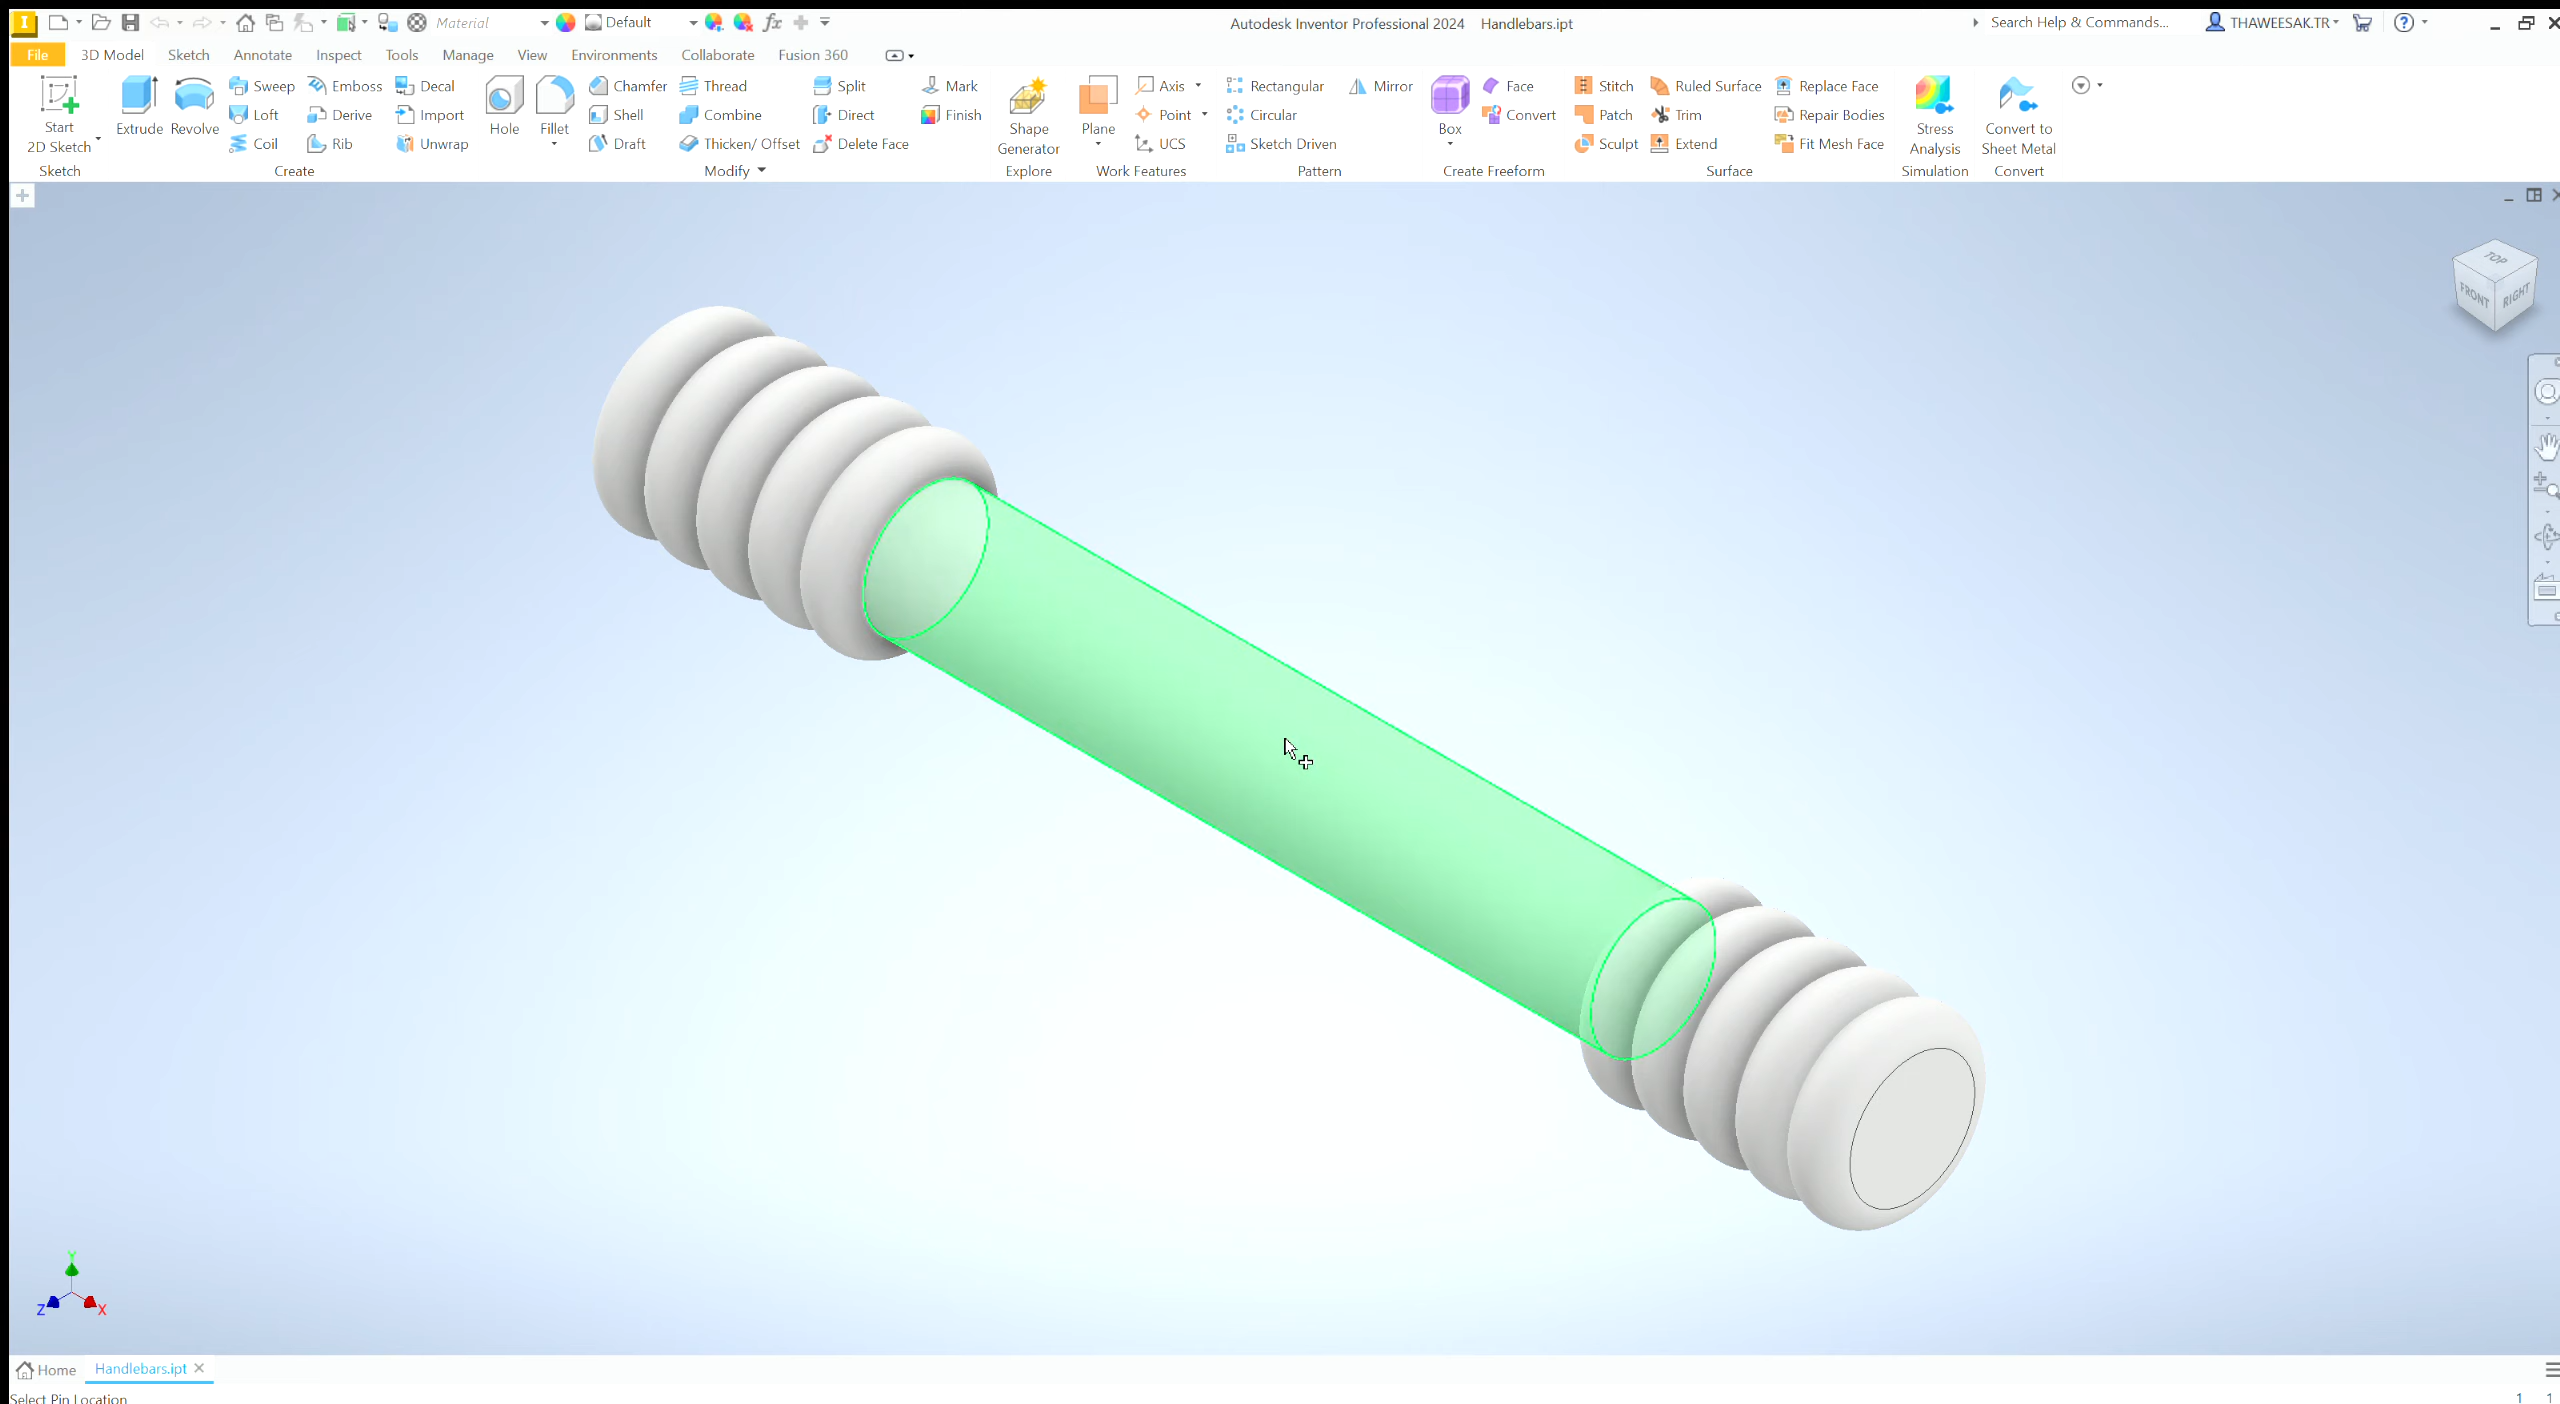 I Material Default fx Autodesk Inventor Professional 2024 Handlebars.ipt Search Help & Commands... THAWEESAK.TR ?
File 3D Model Sketch Annotate Inspect Tools Manage View Environments Collaborate Fusion 360
Start 2D Sketch
Sketch
Extrude Revolve
Sweep Emboss Decal
Loft Derive Import
Coil Rib Unwrap
Create
Hole Fillet
Chamfer Thread Split
Shell Combine Direct
Draft Thicken/ Offset Delete Face
Modify
Mark
Finish
Shape Generator
Explore
Plane
Axis
Point
UCS
Work Features
Rectangular Mirror
Circular
Sketch Driven
Pattern
Box
Face
Convert
Create Freeform
Stitch Ruled Surface Replace Face
Patch Trim Repair Bodies
Sculpt Extend Fit Mesh Face
Surface
Stress Analysis
Simulation
Convert to Sheet Metal
Convert
TOP
FRONT RIGHT
Y
Z X
Home Handlebars.ipt
Select Pin Location 1 1